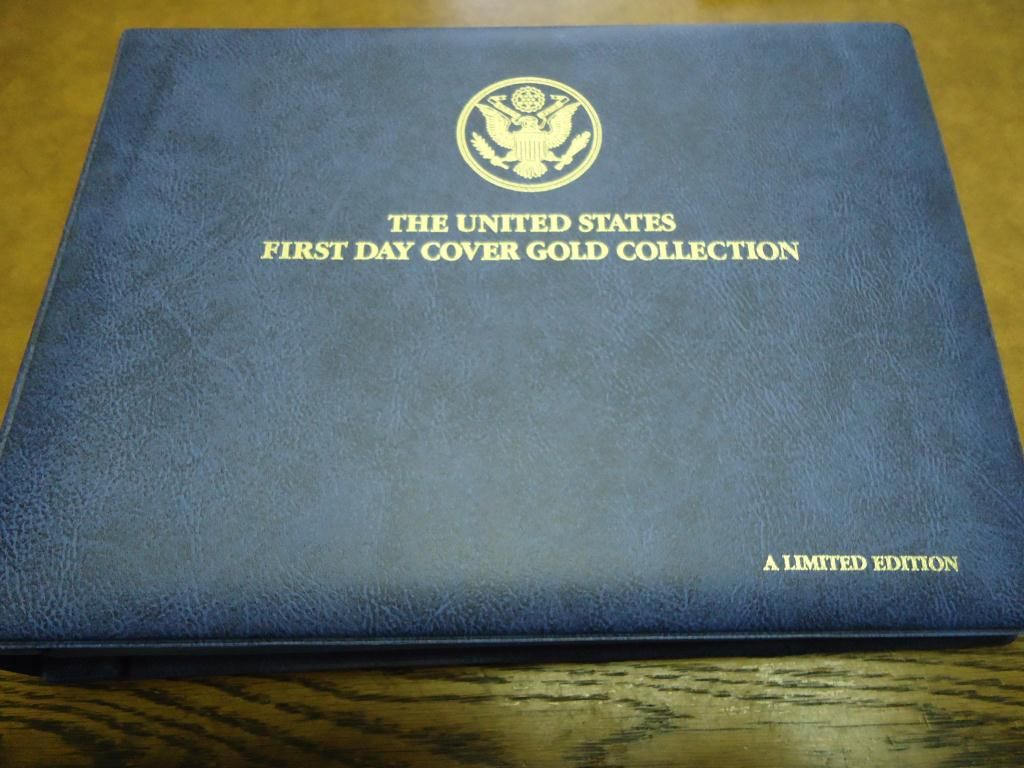 THE UNITED STATES
FIRST DAY COVER GOLD COLLECTION
A LIMITED EDITION